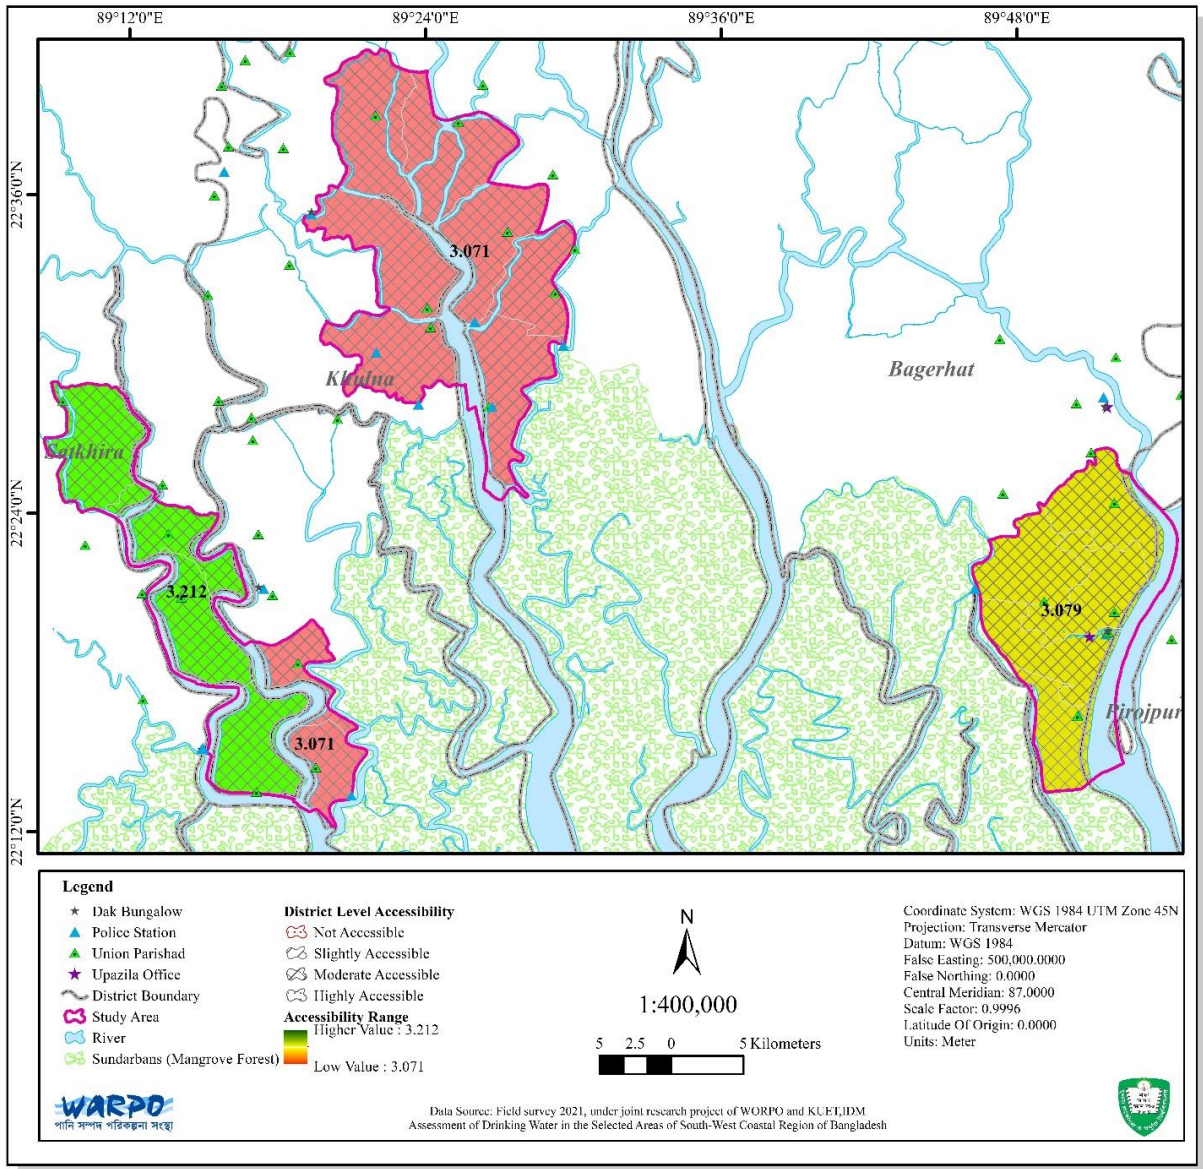 89°12'0"E 89°24'0"E 89°36'0"E 89°48'0"E
22°36'0"N
22°24'0"N
22°12'0"N
3.071
Khulna
Bagerhat
Satkhira
3.212
3.079
Pirojpur
3.071
Legend
Dak Bungalow
Police Station
Union Parishad
Upazila Office
District Boundary
Study Area
River
Sundarbans (Mangrove Forest)
District Level Accessibility
Not Accessible
Slightly Accessible
Moderate Accessible
Highly Accessible
Accessibility Range
Higher Value : 3.212
Low Value : 3.071
N
1:400,000
5 2.5 0 5 Kilometers
Coordinate System: WGS 1984 UTM Zone 45N
Projection: Transverse Mercator
Datum: WGS 1984
False Easting: 500,000.0000
False Northing: 0.0000
Central Meridian: 87.0000
Scale Factor: 0.9996
Latitude Of Origin: 0.0000
Units: Meter
WARPO
পানি সম্পদ পরিকল্পনা সংস্থা
Data Source: Field survey 2021, under joint research project of WORPO and KUET,IDM
Assessment of Drinking Water in the Selected Areas of South-West Coastal Region of Bangladesh